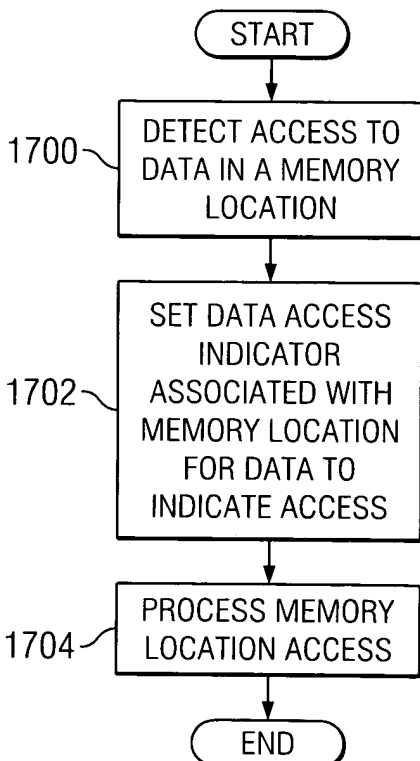 START
1700
DETECT ACCESS TO
DATA IN A MEMORY
LOCATION
1702
SET DATA ACCESS
INDICATOR
ASSOCIATED WITH
MEMORY LOCATION
FOR DATA TO
INDICATE ACCESS
1704
PROCESS MEMORY
LOCATION ACCESS
END